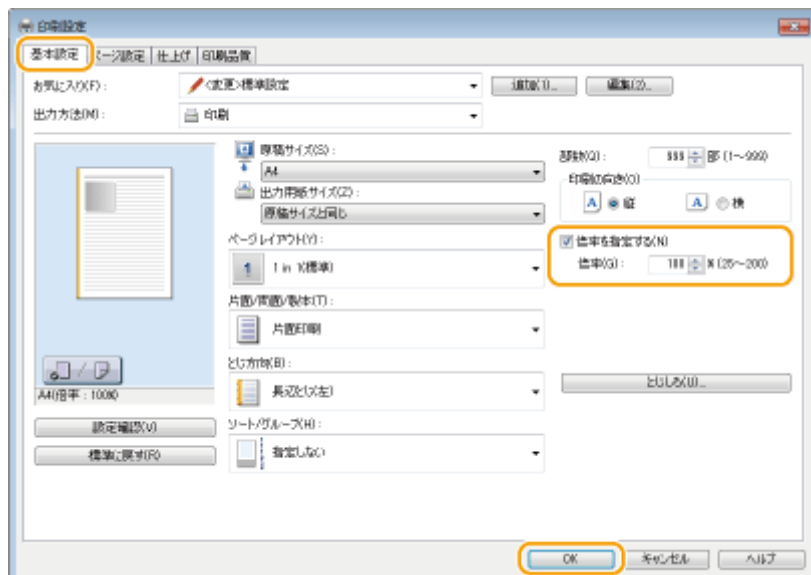 印刷設定
基本設定 ページ設定 仕上げ 印刷品質
お気に入り(F): <変更>標準設定 追加(1)... 編集(2)...
出力方法(M): 印刷
原稿サイズ(S):
A4
出力用紙サイズ(Z):
原稿サイズと同じ
部数(Q): 部 (1～999)
印刷の向き(O)
A 縦 A 横
ページレイアウト(Y):
1 1 in 1(標準)
倍率を指定する(N)
倍率(G): % (25～200)
片面/両面/製本(T):
片面印刷
とじ方向(B):
長辺とじ(左)
とじしろ(U)...
A4(倍率：100%)
設定確認(V)
標準に戻す(R)
ソート/グループ(H):
指定しない
OK キャンセル ヘルプ